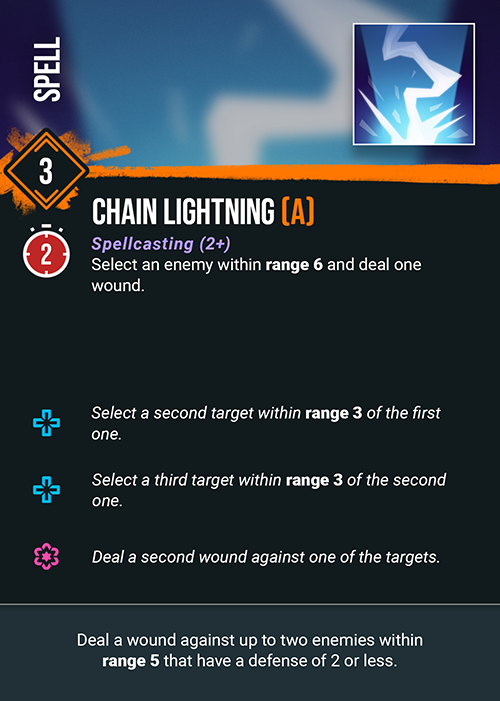 SPELL
3
CHAIN LIGHTNING (A)
2
Spellcasting (2+)
Select an enemy within range 6 and deal one
wound.
Select a second target within range 3 of the first
one.
Select a third target within range 3 of the second
one.
Deal a second wound against one of the targets.
Deal a wound against up to two enemies within
range 5 that have a defense of 2 or less.